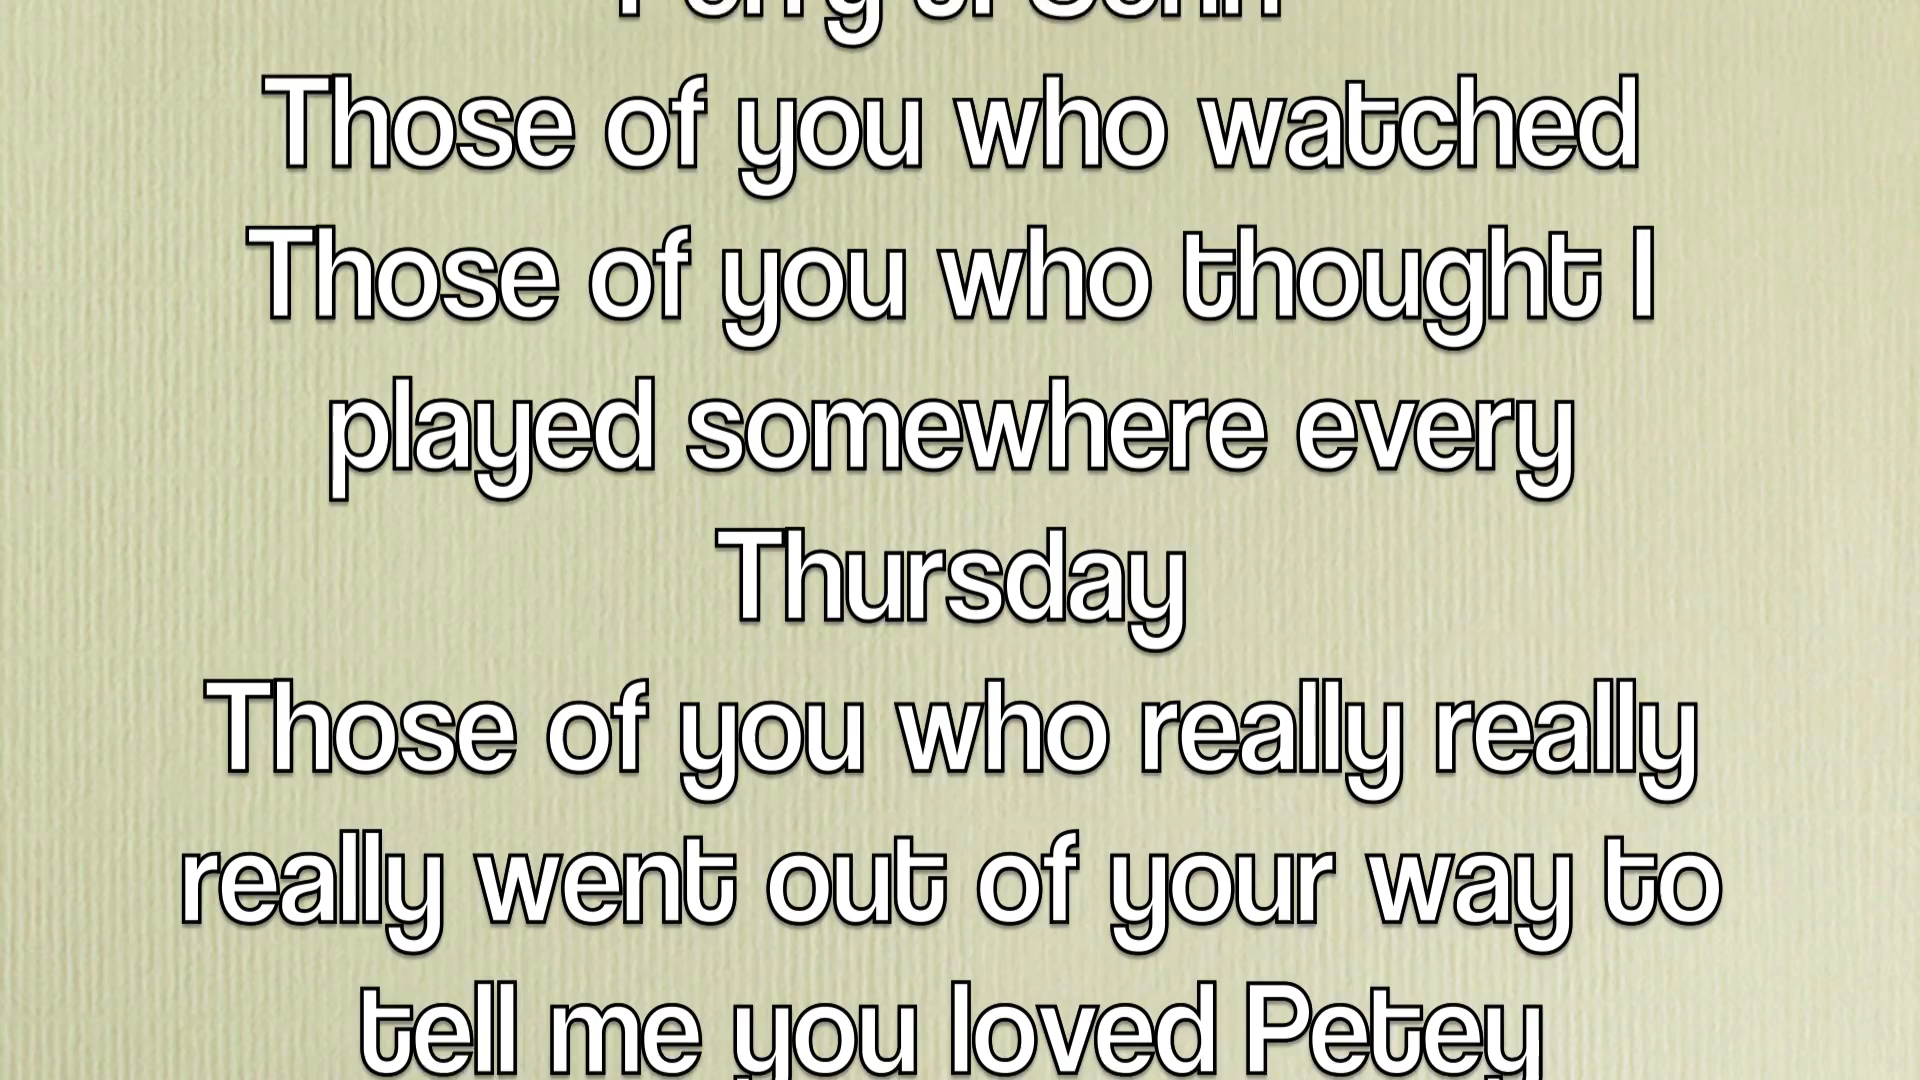 Those of you who watched
Those of you who thought I
played somewhere every
Thursday
Those of you who really really
really went out of your way to
tell me you loved Petey